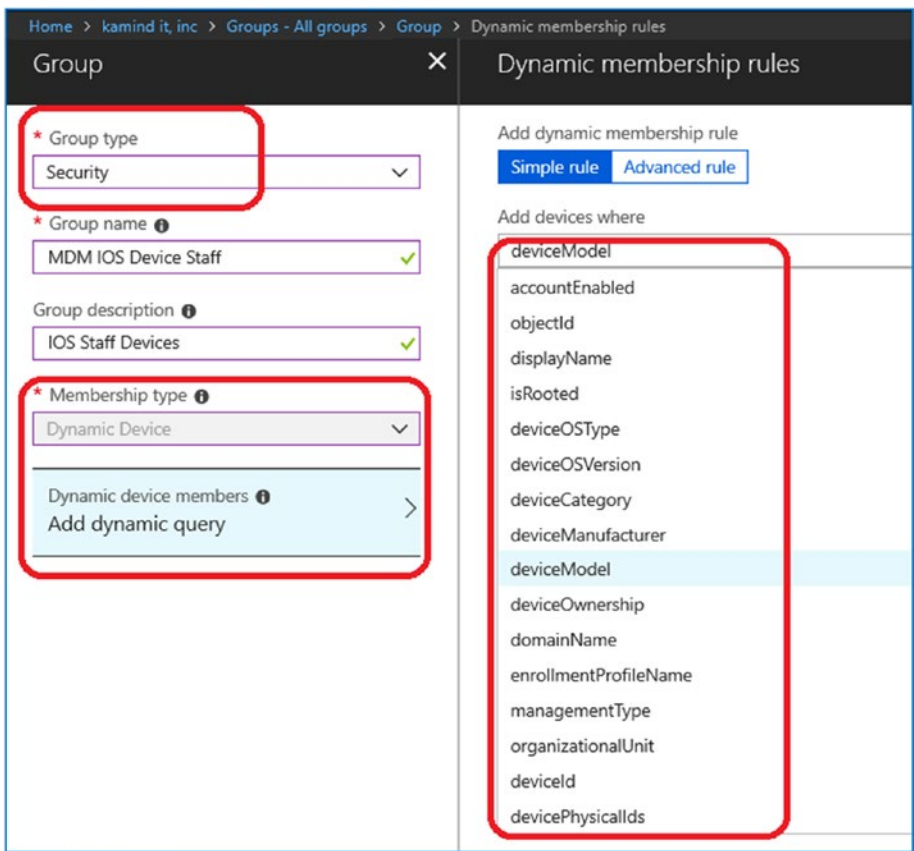 Home > kamind it, inc > Groups - All groups > Group > Dynamic membership rules
Group
* Group type
Security
* Group name
MDM IOS Device Staff
Group description
IOS Staff Devices
* Membership type
Dynamic Device
Dynamic device members
Add dynamic query
Dynamic membership rules
Add dynamic membership rule
Simple rule Advanced rule
Add devices where
deviceModel
accountEnabled
objectId
displayName
isRooted
deviceOSType
deviceOSVersion
deviceCategory
deviceManufacturer
deviceModel
deviceOwnership
domainName
enrollmentProfileName
managementType
organizationalUnit
deviceId
devicePhysicalIds